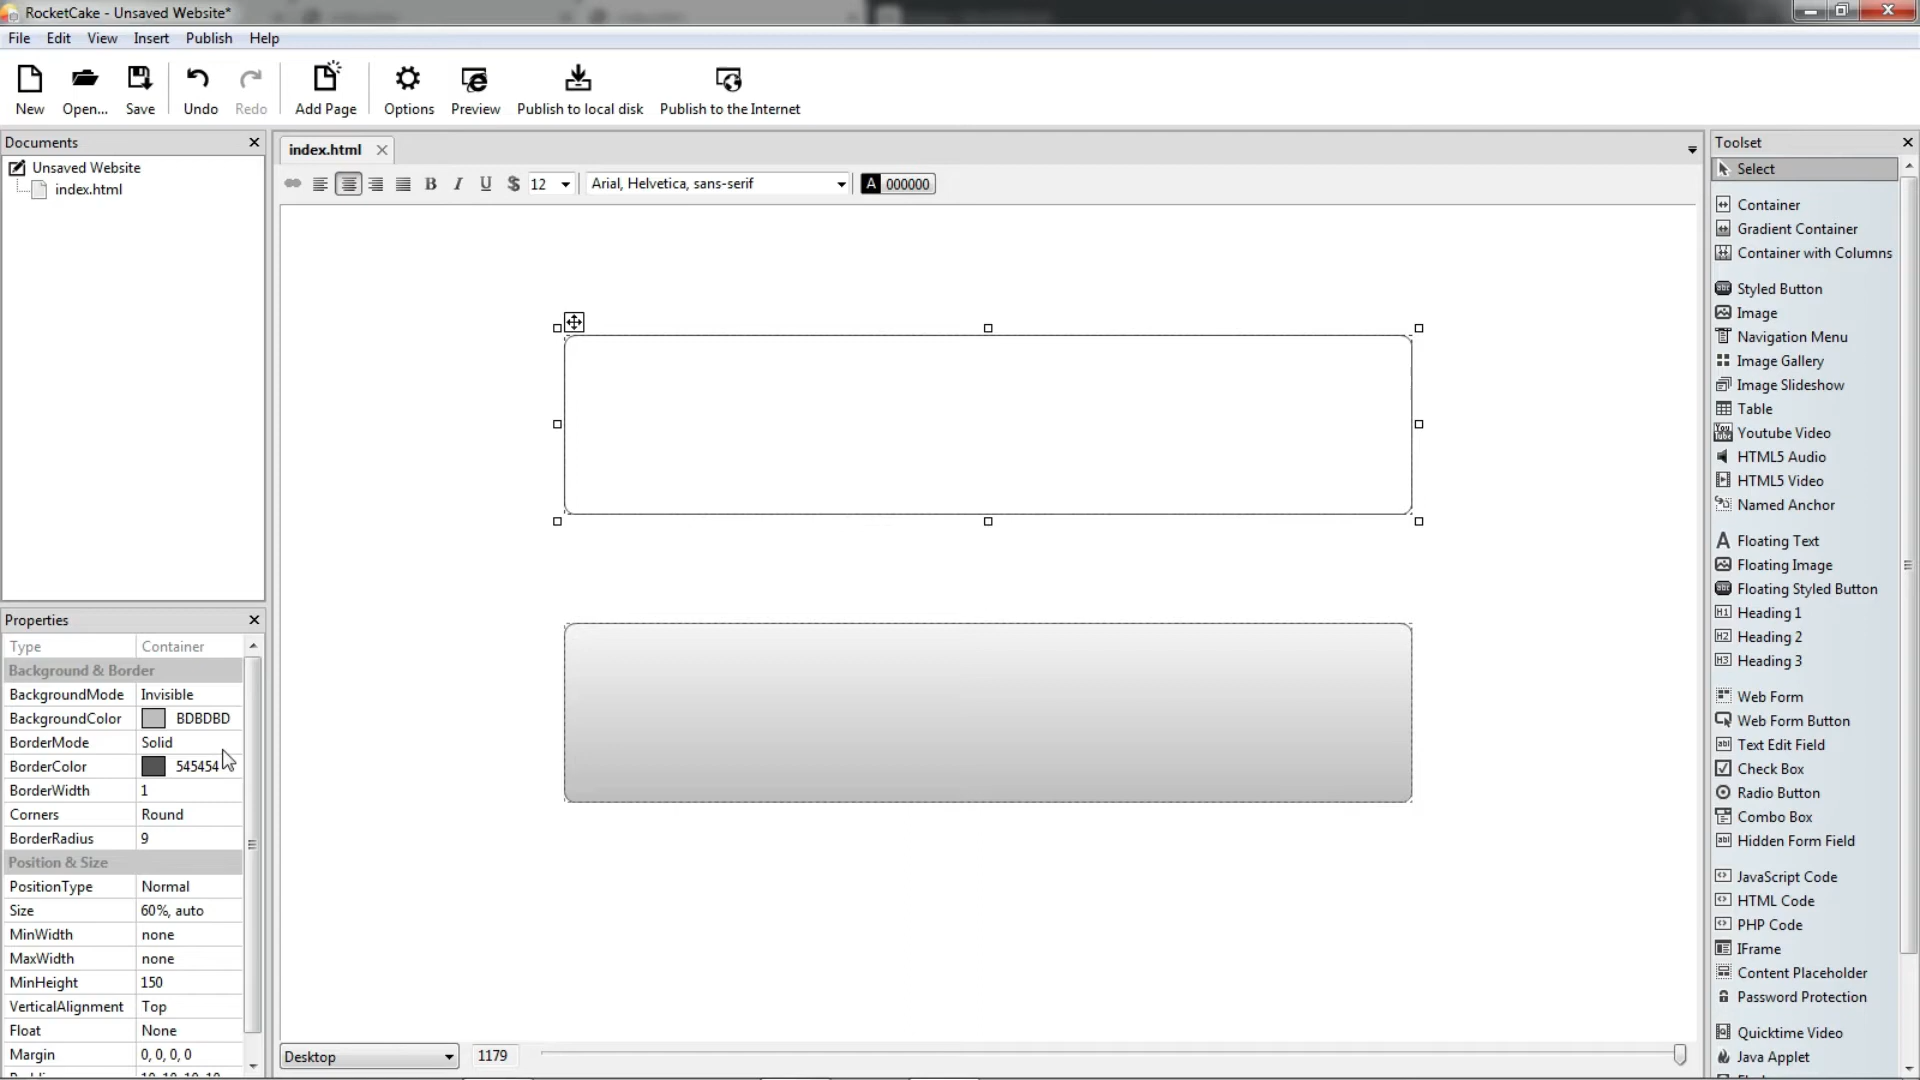 RocketCake - Unsaved Website*
File Edit View Insert Publish Help
New Open... Save Undo Redo Add Page Options Preview Publish to local disk Publish to the Internet
Documents
Unsaved Website
index.html
Properties
Type Container
Background & Border
BackgroundMode Invisible
BackgroundColor BDBDBD
BorderMode Solid
BorderColor 545454
BorderWidth 1
Corners Round
BorderRadius 9
Position & Size
PositionType Normal
Size 60%, auto
MinWidth none
MaxWidth none
MinHeight 150
VerticalAlignment Top
Float None
Margin 0, 0, 0, 0
index.html
B I U $ 12 Arial, Helvetica, sans-serif A 000000
Desktop 1179
Toolset
Select
Container
Gradient Container
Container with Columns
Styled Button
Image
Navigation Menu
Image Gallery
Image Slideshow
Table
Youtube Video
HTML5 Audio
HTML5 Video
Named Anchor
Floating Text
Floating Image
Floating Styled Button
Heading 1
Heading 2
Heading 3
Web Form
Web Form Button
Text Edit Field
Check Box
Radio Button
Combo Box
Hidden Form Field
JavaScript Code
HTML Code
PHP Code
IFrame
Content Placeholder
Password Protection
Quicktime Video
Java Applet